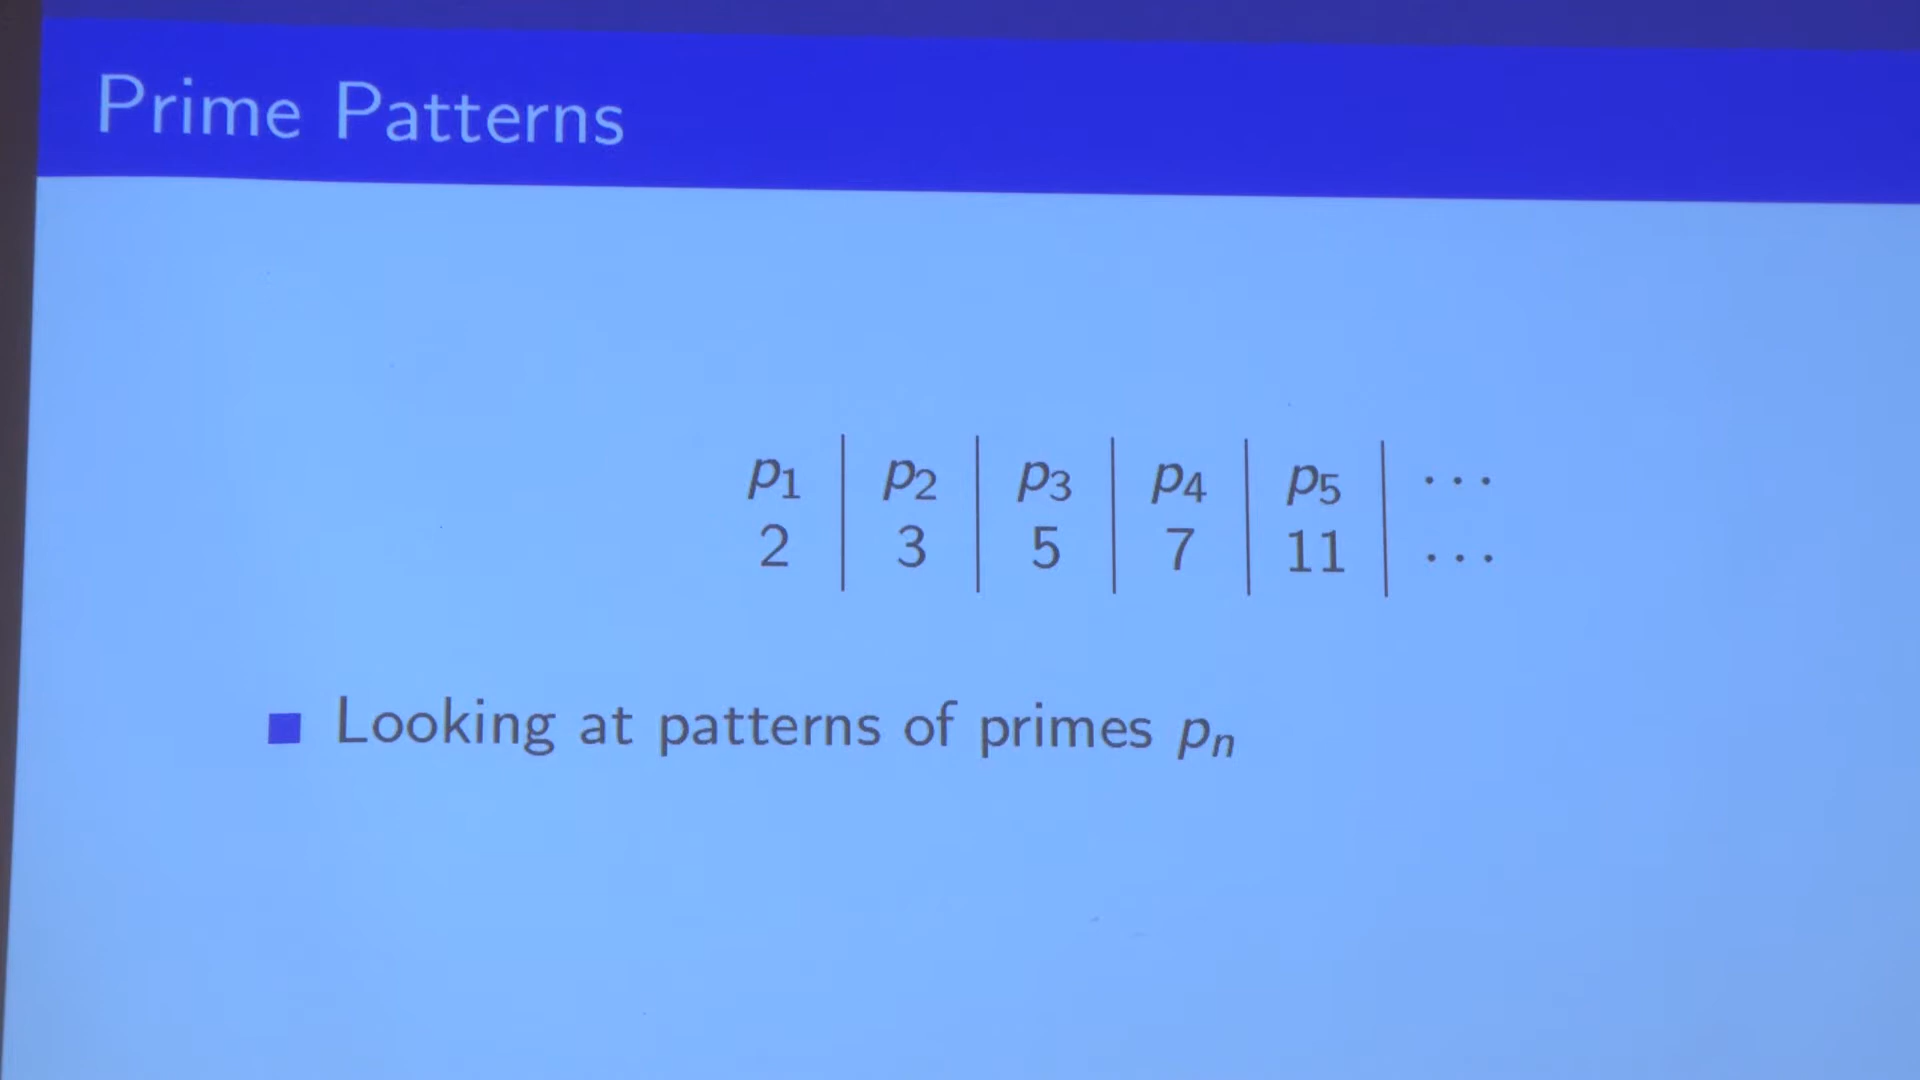 Prime Patterns
p₁ | p₂ | p₃ | p₄ | p₅ | ···
2 | 3 | 5 | 7 | 11 | ···
Looking at patterns of primes pₙ